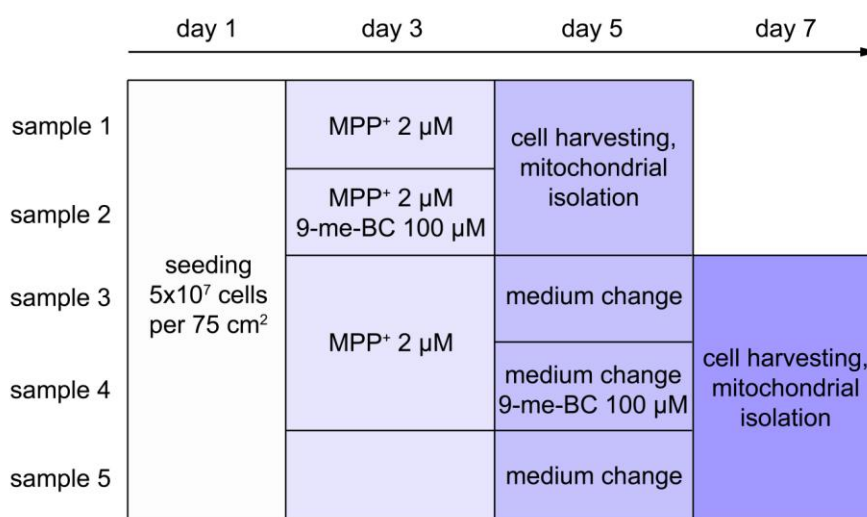 day 1 day 3 day 5 day 7
sample 1
sample 2
sample 3
sample 4
sample 5
seeding
5x10⁷ cells
per 75 cm²
MPP⁺ 2 µM
MPP⁺ 2 µM
9-me-BC 100 µM
MPP⁺ 2 µM
cell harvesting,
mitochondrial
isolation
medium change
medium change
9-me-BC 100 µM
medium change
cell harvesting,
mitochondrial
isolation